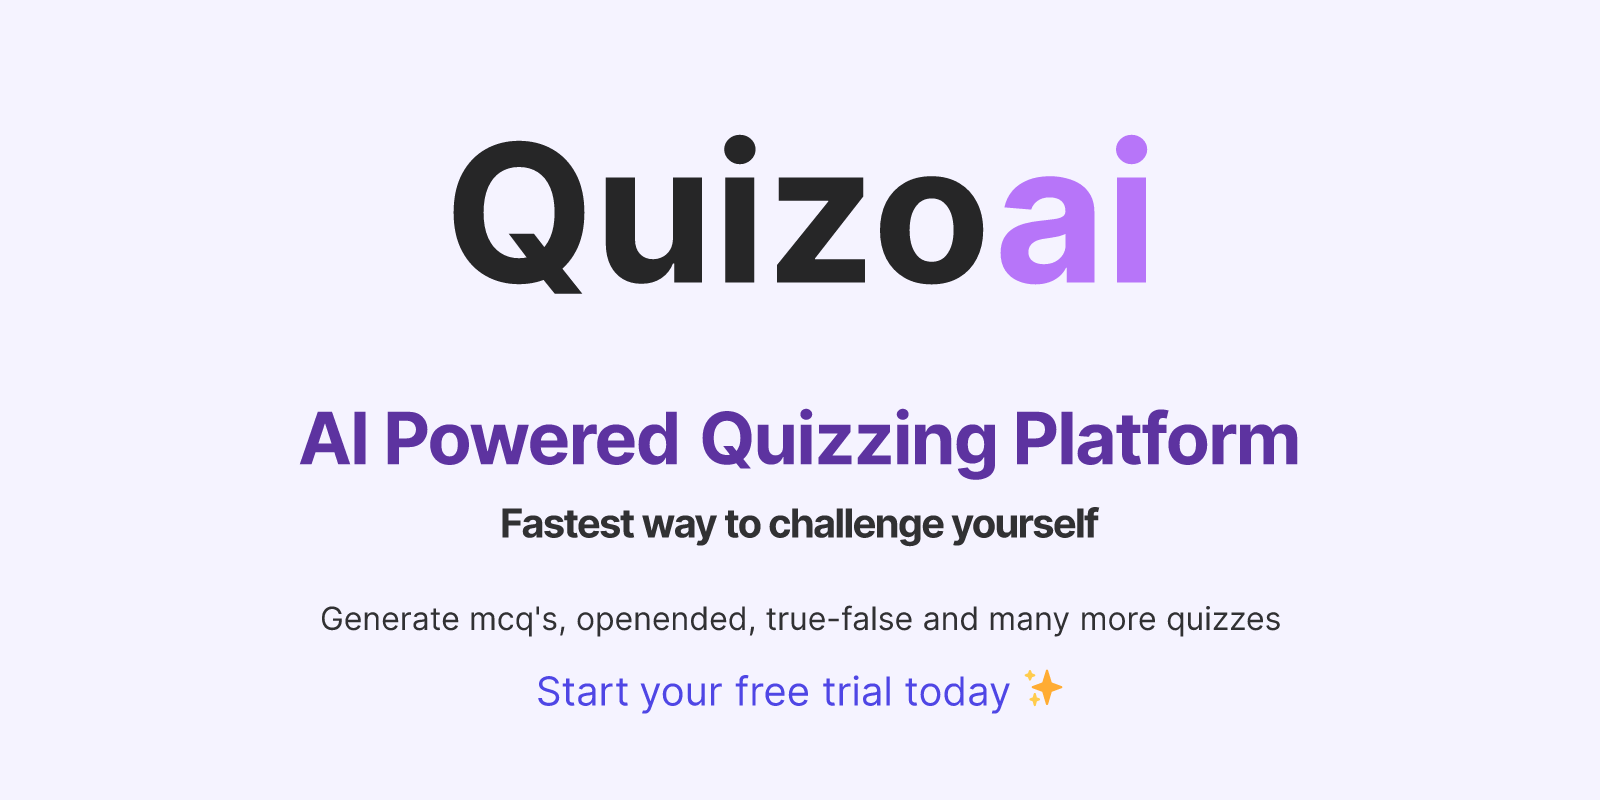 Quizoai
AI Powered Quizzing Platform
Fastest way to challenge yourself
Generate mcq's, openended, true-false and many more quizzes
Start your free trial today ✨